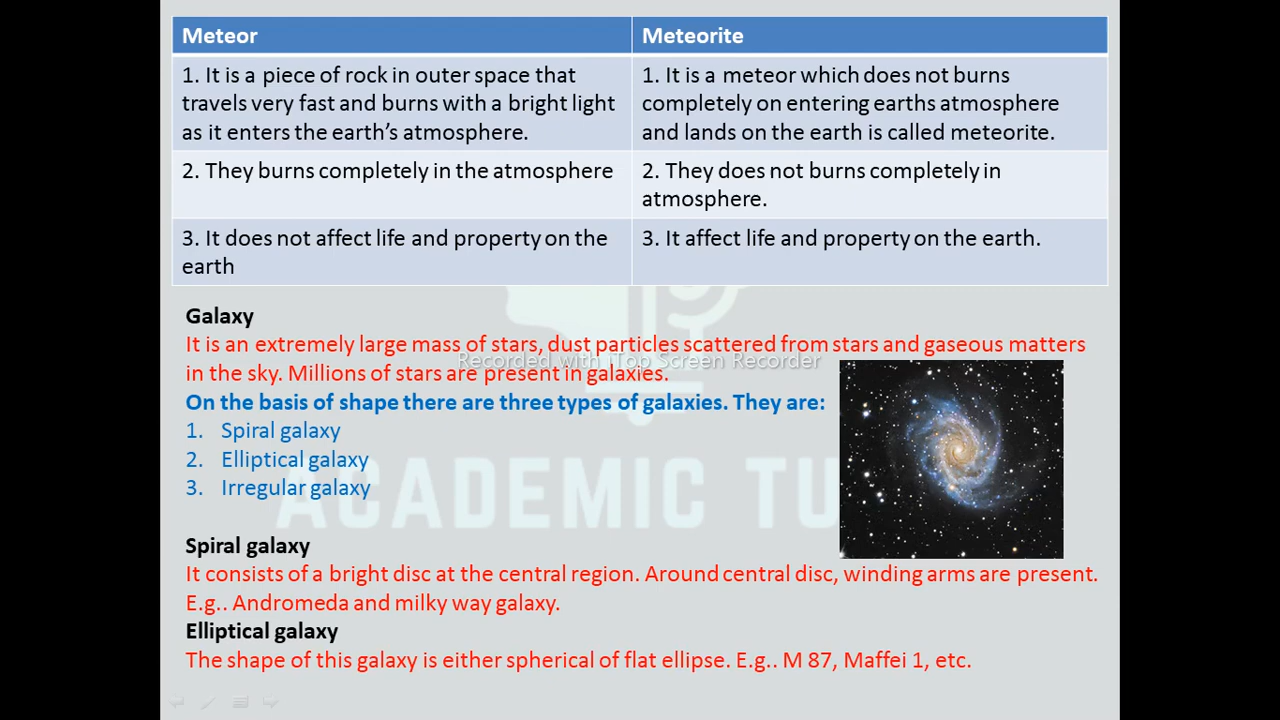 Meteor
Meteorite
1. It is a piece of rock in outer space that
travels very fast and burns with a bright light
as it enters the earth’s atmosphere.
1. It is a meteor which does not burns
completely on entering earths atmosphere
and lands on the earth is called meteorite.
2. They burns completely in the atmosphere
2. They does not burns completely in
atmosphere.
3. It does not affect life and property on the
earth
3. It affect life and property on the earth.
Galaxy
It is an extremely large mass of stars, dust particles scattered from stars and gaseous matters
Recorded with iTop Screen Recorder
in the sky. Millions of stars are present in galaxies.
On the basis of shape there are three types of galaxies. They are:
1. Spiral galaxy
2. Elliptical galaxy
3. Irregular galaxy
ACADEMIC TU
Spiral galaxy
It consists of a bright disc at the central region. Around central disc, winding arms are present.
E.g.. Andromeda and milky way galaxy.
Elliptical galaxy
The shape of this galaxy is either spherical of flat ellipse. E.g.. M 87, Maffei 1, etc.